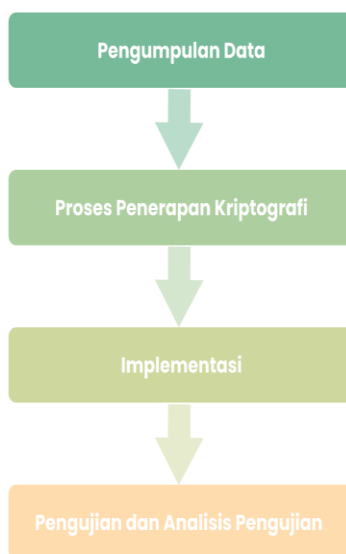 Pengumpulan Data
Proses Penerapan Kriptografi
Implementasi
Pengujian dan Analisis Pengujian